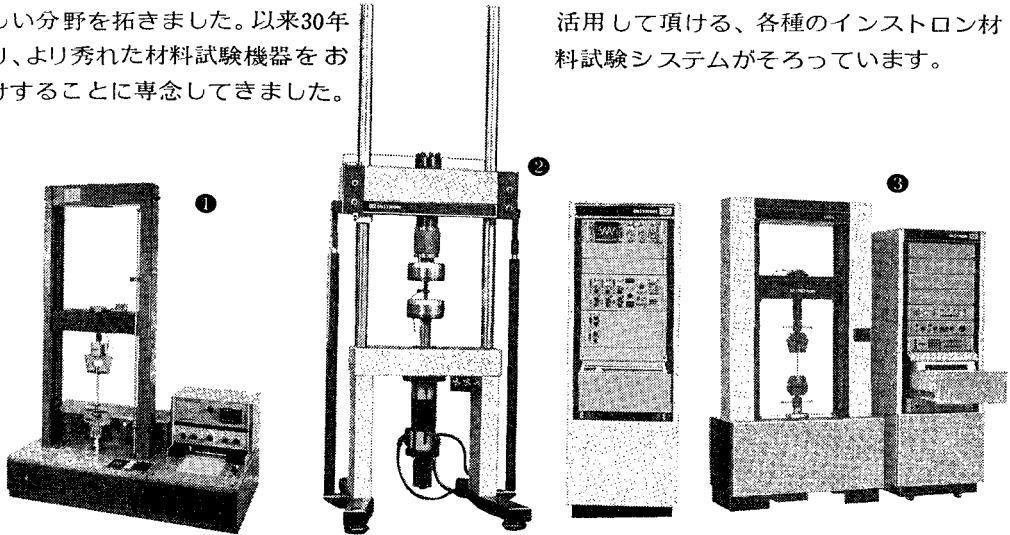 しい分野を拓きました。以来30年
り、より秀れた材料試験機器をお
けすることに専念してきました。
活用して頂ける、各種のインストロン材
料試験システムがそろっています。
❶
❷
❸